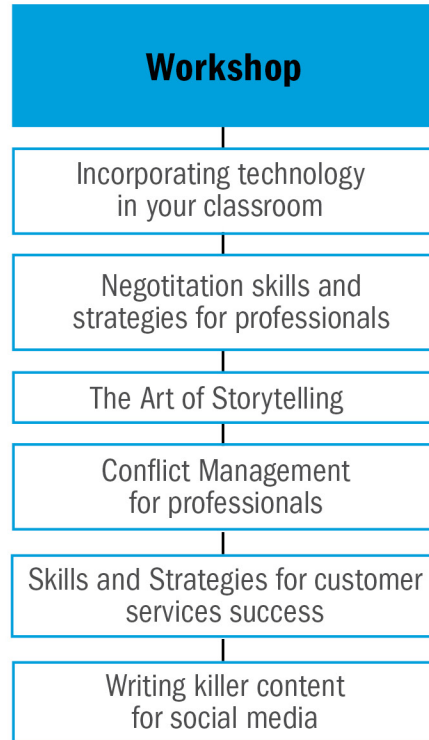 Workshop
Incorporating technology
in your classroom
Negotitation skills and
strategies for professionals
The Art of Storytelling
Conflict Management
for professionals
Skills and Strategies for customer
services success
Writing killer content
for social media